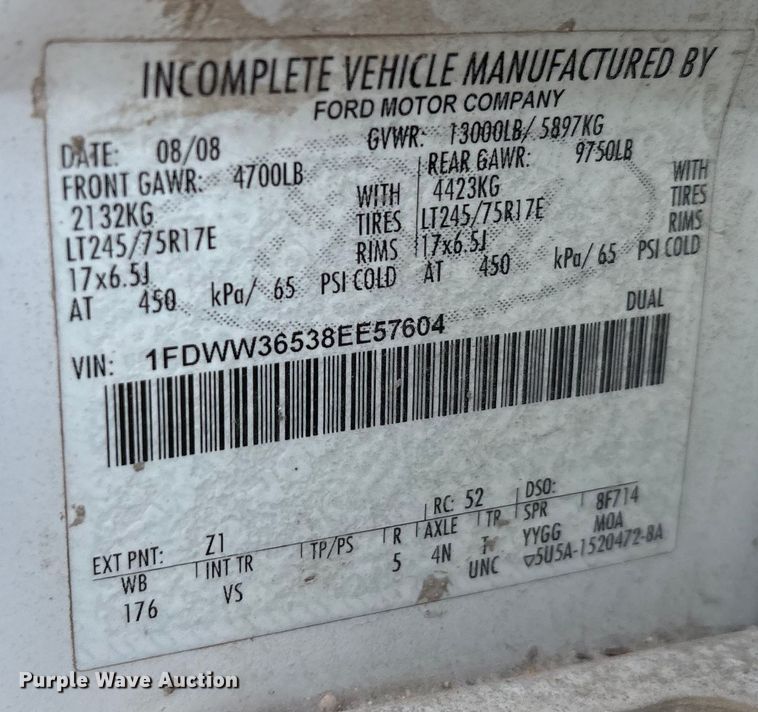 INCOMPLETE VEHICLE MANUFACTURED BY
FORD MOTOR COMPANY
DATE: 08/08 GVWR: 13000LB/ 5897KG
FRONT GAWR: 4700LB REAR GAWR: 9750LB
2132KG WITH 4423KG WITH
LT245/75R17E TIRES LT245/75R17E TIRES
17x6.5J RIMS 17x6.5J RIMS
AT 450 kPa/ 65 PSI COLD AT 450 kPa/ 65 PSI COLD
VIN: 1FDWW36538EE57604 DUAL
EXT PNT: Z1 RC: 52 DSO: 8F714
WB INT TR TP/PS R AXLE TR SPR MOA
176 VS 5 4N T YYGG
UNC ▽5U5A-1520472-BA
Purple Wave Auction